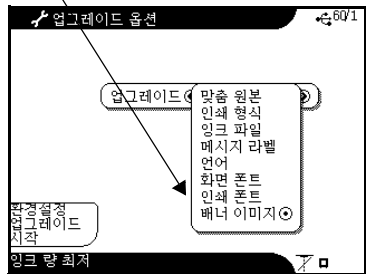 업그레이드 옵션
60/1
업그레이드
맞춤 원본
인쇄 형식
잉크 파일
메시지 라벨
언어
화면 폰트
인쇄 폰트
배너 이미지
환경설정
업그레이드
시작
잉크 량 최저